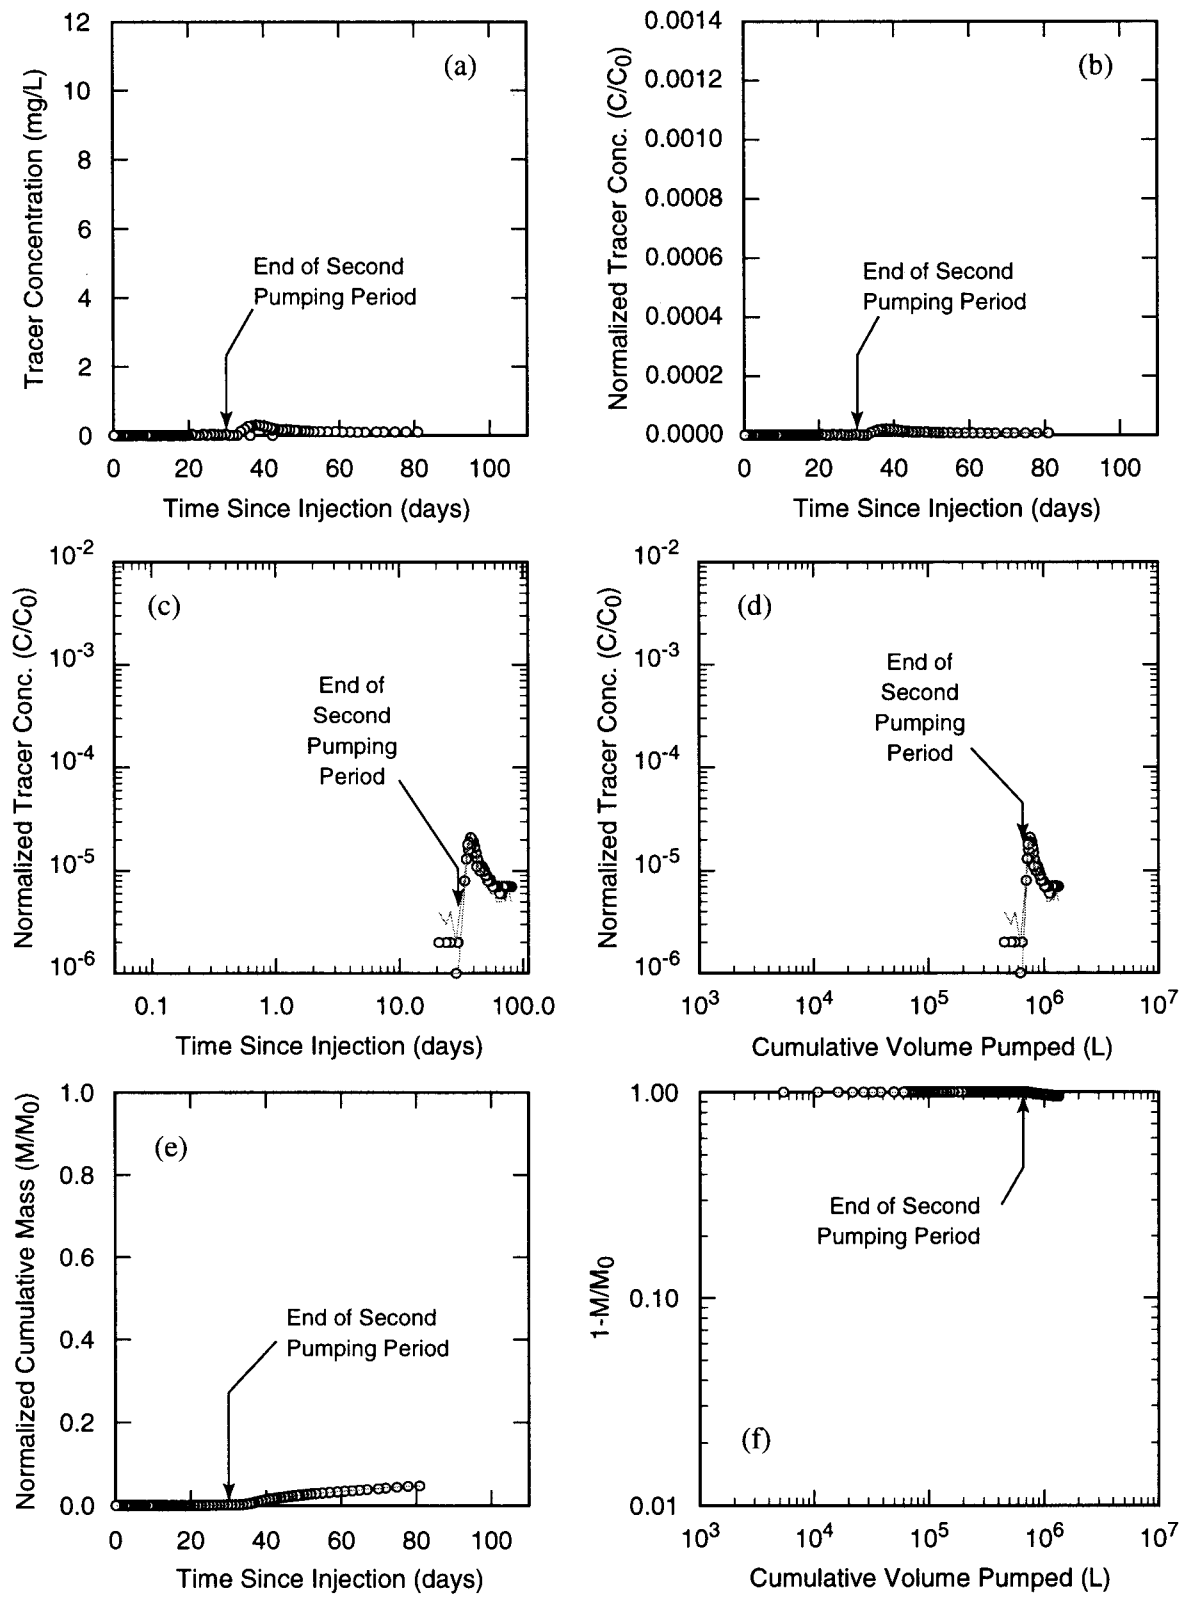 12
10
8
6
4
2
0
Tracer Concentration (mg/L)
(a)
End of Second
Pumping Period
0 20 40 60 80 100
Time Since Injection (days)
0.0014
0.0012
0.0010
0.0008
0.0006
0.0004
0.0002
0.0000
Normalized Tracer Conc. (C/C0)
(b)
End of Second
Pumping Period
0 20 40 60 80 100
Time Since Injection (days)
10-2
10-3
10-4
10-5
10-6
Normalized Tracer Conc. (C/C0)
(c)
End of
Second
Pumping
Period
0.1 1.0 10.0 100.0
Time Since Injection (days)
10-2
10-3
10-4
10-5
10-6
Normalized Tracer Conc. (C/C0)
(d)
End of
Second
Pumping
Period
103 104 105 106 107
Cumulative Volume Pumped (L)
1.0
0.8
0.6
0.4
0.2
0.0
Normalized Cumulative Mass (M/M0)
(e)
End of Second
Pumping Period
0 20 40 60 80 100
Time Since Injection (days)
1.00
0.10
0.01
1-M/M0
End of Second
Pumping Period
(f)
103 104 105 106 107
Cumulative Volume Pumped (L)